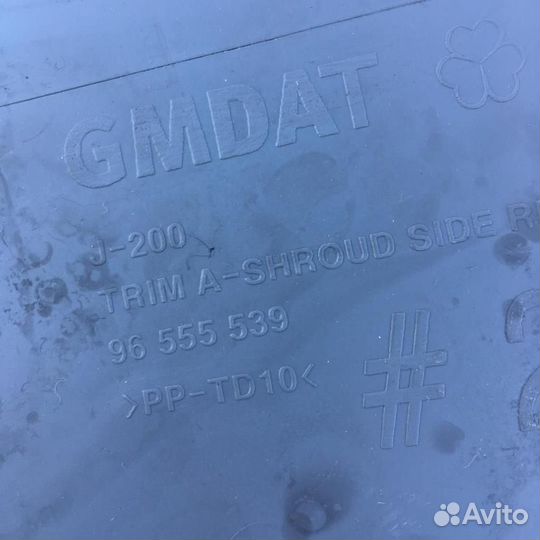 GMDAT
J-200
TRIM A-SHROUD SIDE
96 555 539
>PP-TD10<
#
Avito